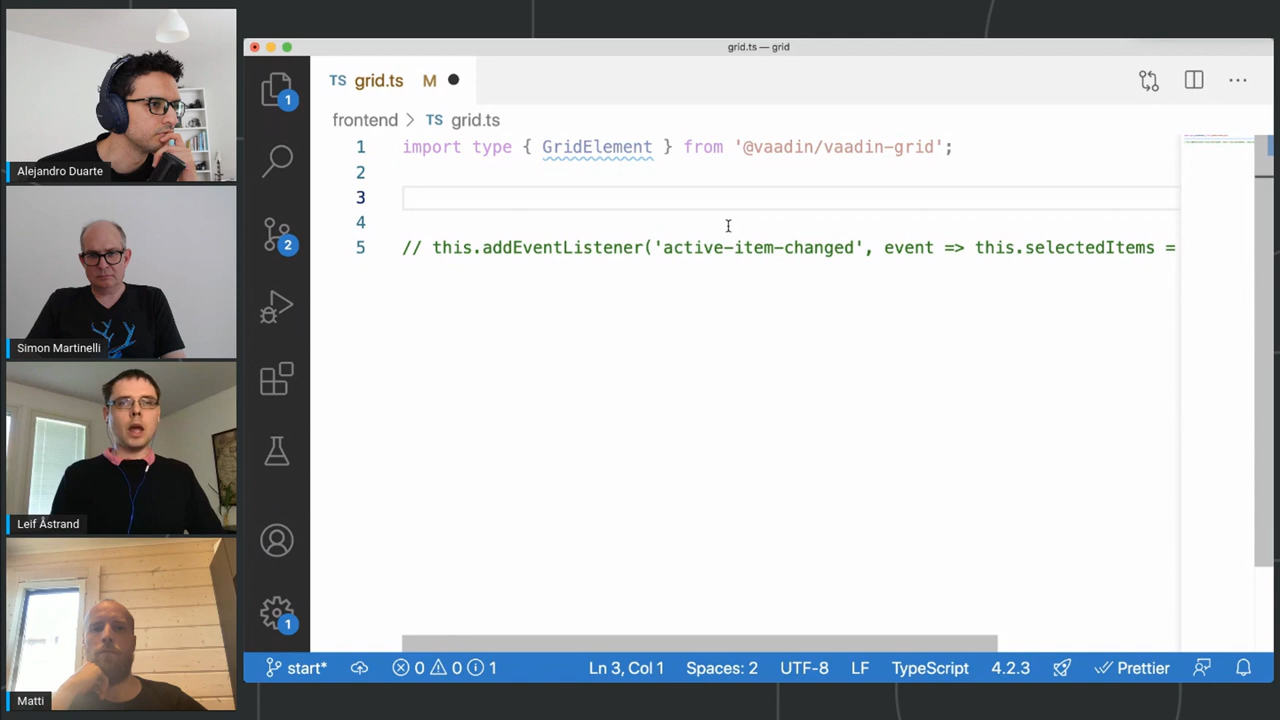 Alejandro Duarte
Simon Martinelli
Leif Åstrand
Matti
grid.ts — grid
TS grid.ts M
frontend > TS grid.ts
1 import type { GridElement } from '@vaadin/vaadin-grid';
2
3
4
5 // this.addEventListener('active-item-changed', event => this.selectedItems =
1
2
1
start* 0 0 1 Ln 3, Col 1 Spaces: 2 UTF-8 LF TypeScript 4.2.3 Prettier